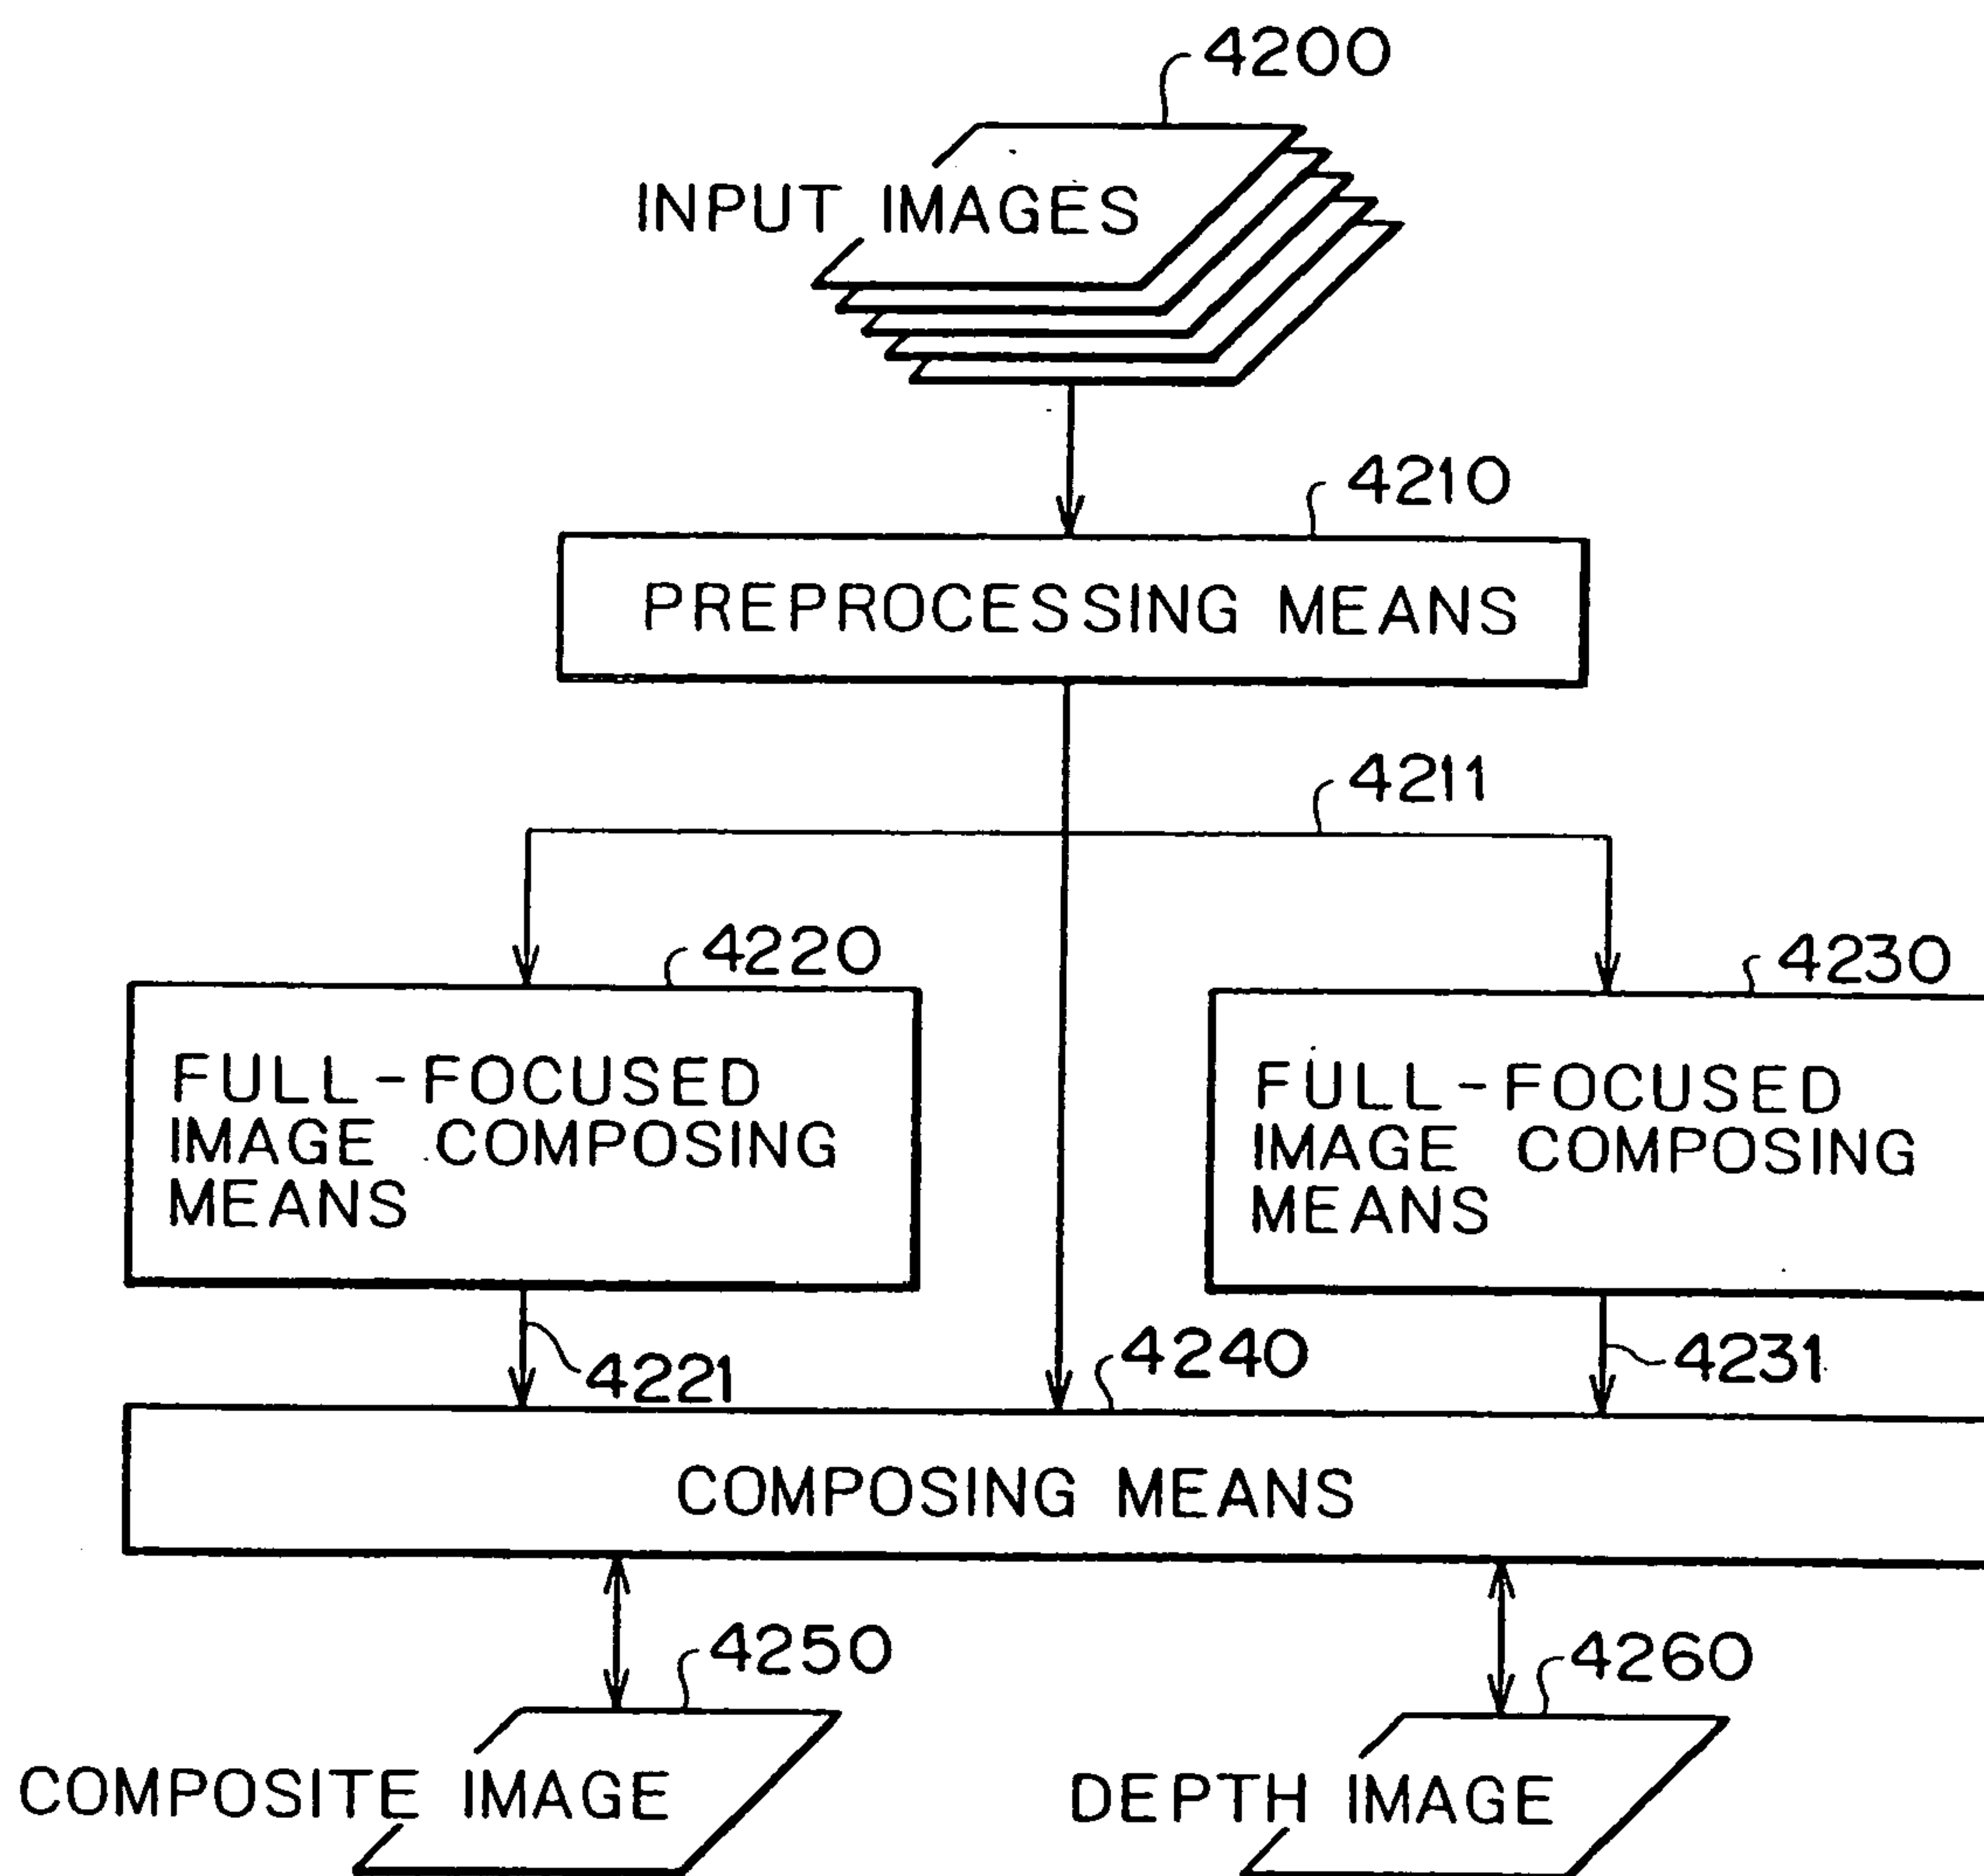 4200
INPUT IMAGES
4210
PREPROCESSING MEANS
4211
4220
4230
FULL-FOCUSED
IMAGE COMPOSING
MEANS
FULL-FOCUSED
IMAGE COMPOSING
MEANS
4221
4240
4231
COMPOSING MEANS
4250
4260
COMPOSITE IMAGE
DEPTH IMAGE